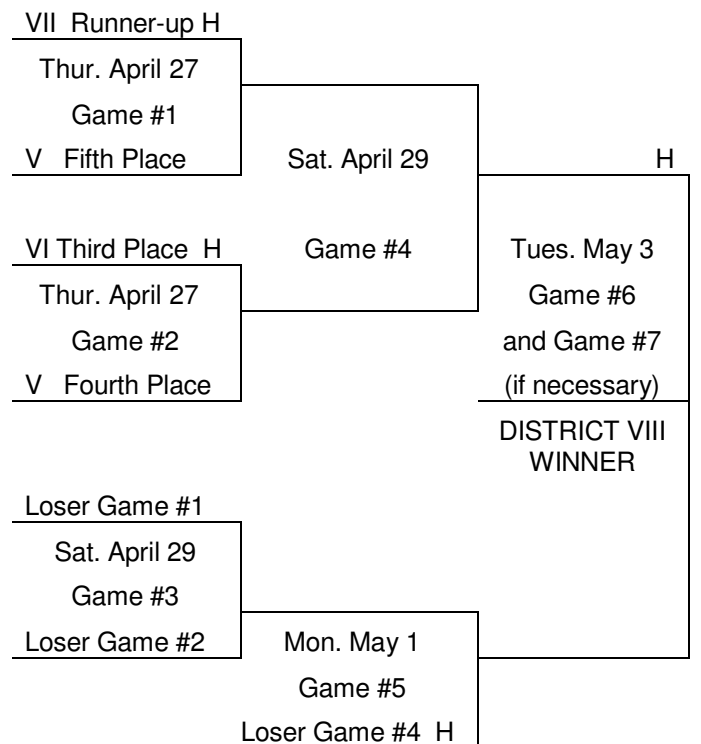 VII Runner-up H
Thur. April 27
Game #1
V Fifth Place
Sat. April 29
H
VI Third Place H
Game #4
Tues. May 3
Thur. April 27
Game #6
Game #2
and Game #7
V Fourth Place
(if necessary)
DISTRICT VIII
WINNER
Loser Game #1
Sat. April 29
Game #3
Loser Game #2
Mon. May 1
Game #5
Loser Game #4 H